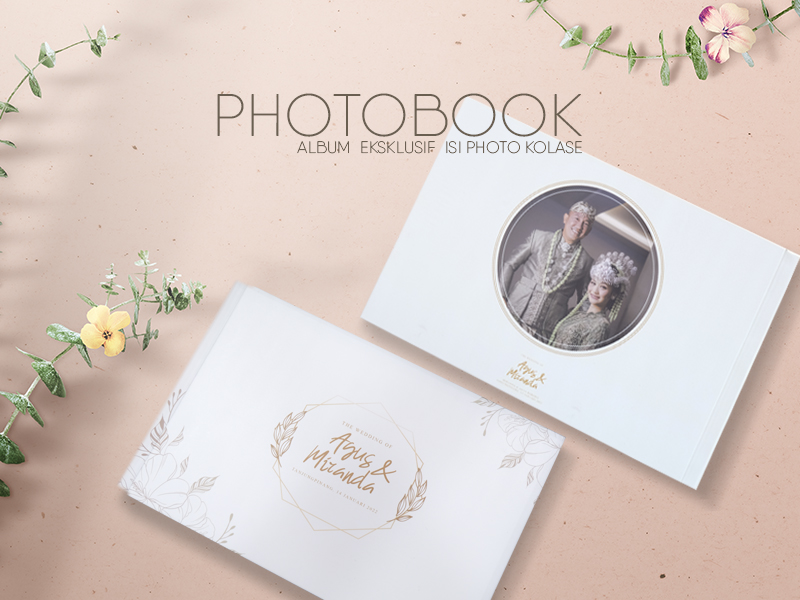 PHOTOBOOK
ALBUM EKSKLUSIF ISI PHOTO KOLASE
Agus &
Miranda
THE WEDDING OF
Agus &
Miranda